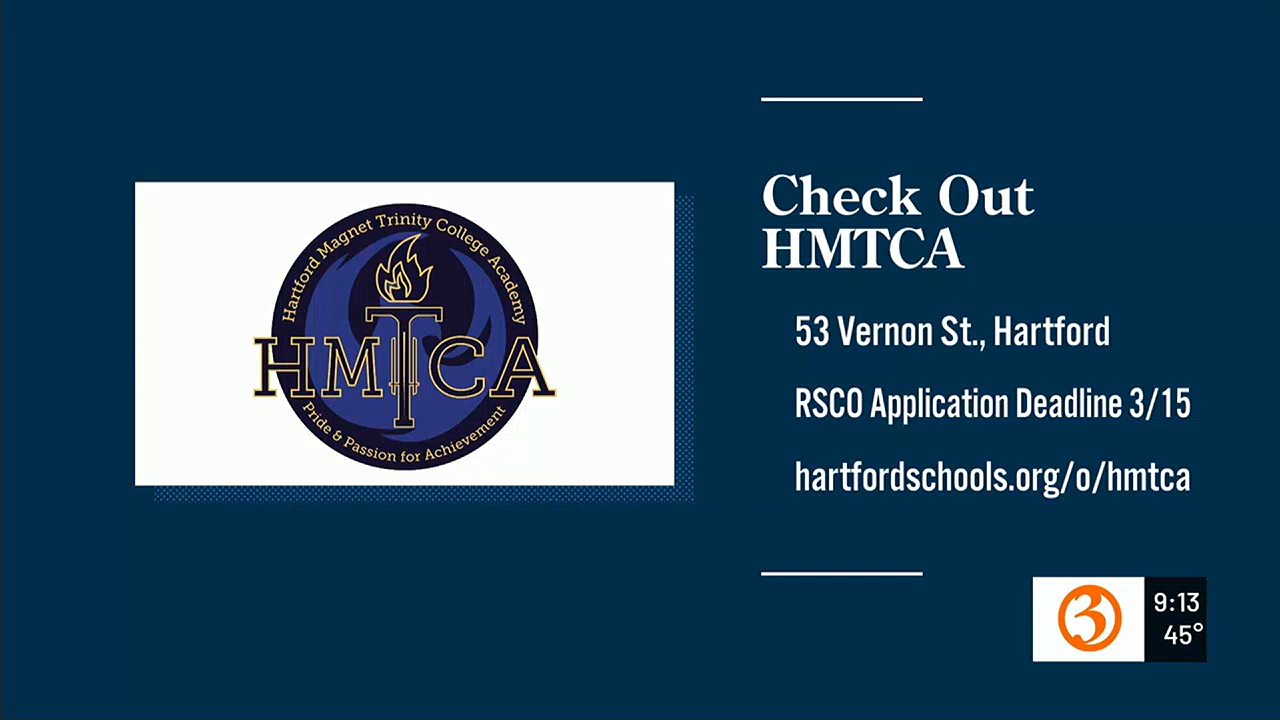 Hartford Magnet Trinity College Academy
HMTCA
Pride & Passion for Achievement
Check Out
HMTCA
53 Vernon St., Hartford
RSCO Application Deadline 3/15
hartfordschools.org/o/hmtca
3
9:13
45°